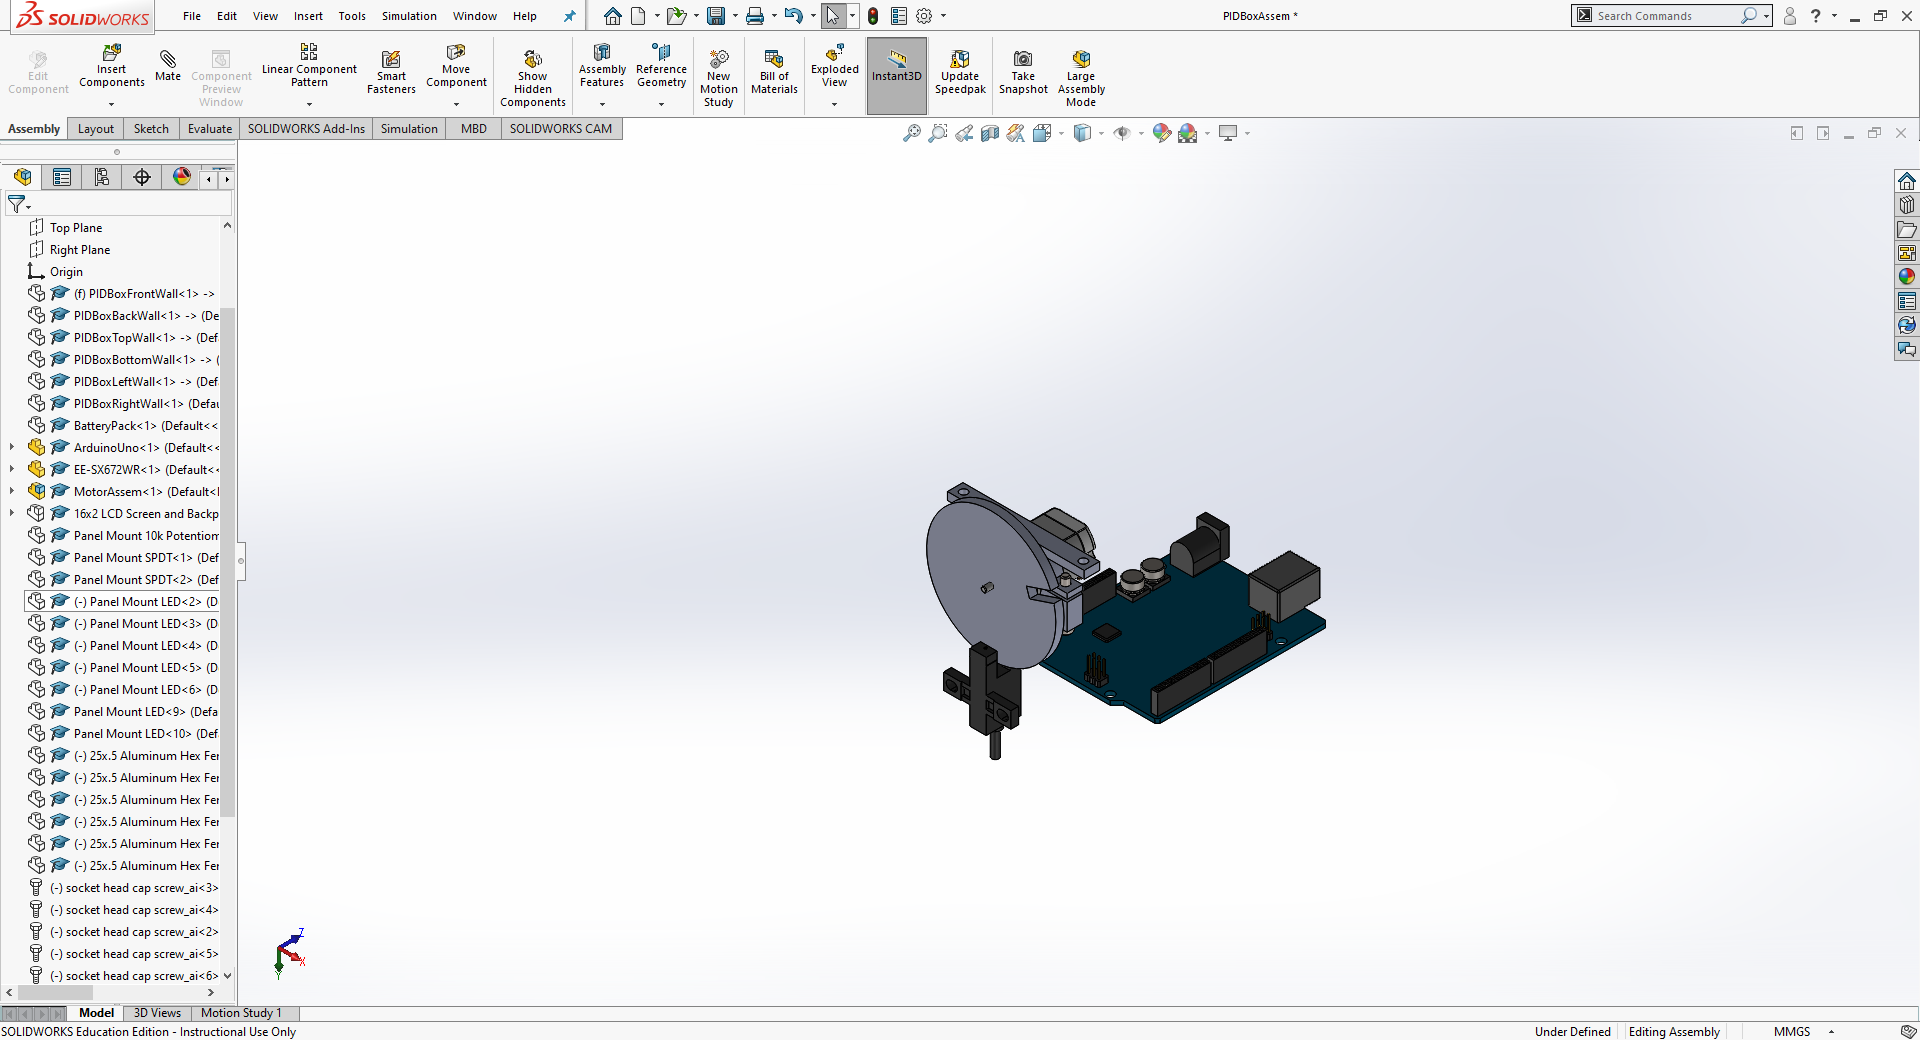 SOLIDWORKS
File Edit View Insert Tools Simulation Window Help
PIDBoxAssem *
Search Commands
?
Edit Component
Insert Components
Mate
Component Preview Window
Linear Component Pattern
Smart Fasteners
Move Component
Show Hidden Components
Assembly Features
Reference Geometry
New Motion Study
Bill of Materials
Exploded View
Instant3D
Update Speedpak
Take Snapshot
Large Assembly Mode
Assembly Layout Sketch Evaluate SOLIDWORKS Add-Ins Simulation MBD SOLIDWORKS CAM
Top Plane
Right Plane
Origin
(f) PIDBoxFrontWall<1> ->
PIDBoxBackWall<1> -> (De
PIDBoxTopWall<1> -> (Def
PIDBoxBottomWall<1> -> (
PIDBoxLeftWall<1> -> (Def
PIDBoxRightWall<1> (Defau
BatteryPack<1> (Default<<
ArduinoUno<1> (Default<<
EE-SX672WR<1> (Default<<
MotorAssem<1> (Default<
16x2 LCD Screen and Backp
Panel Mount 10k Potention
Panel Mount SPDT<1> (Def
Panel Mount SPDT<2> (Def
(-) Panel Mount LED<2> (D
(-) Panel Mount LED<3> (D
(-) Panel Mount LED<4> (D
(-) Panel Mount LED<5> (D
(-) Panel Mount LED<6> (D
Panel Mount LED<9> (Defa
Panel Mount LED<10> (Def
(-) 25x.5 Aluminum Hex Fer
(-) 25x.5 Aluminum Hex Fer
(-) 25x.5 Aluminum Hex Fer
(-) 25x.5 Aluminum Hex Fer
(-) 25x.5 Aluminum Hex Fer
(-) 25x.5 Aluminum Hex Fer
(-) socket head cap screw_ai<3>
(-) socket head cap screw_ai<4>
(-) socket head cap screw_ai<2>
(-) socket head cap screw_ai<5>
(-) socket head cap screw_ai<6>
Z
X
Y
Model 3D Views Motion Study 1
SOLIDWORKS Education Edition - Instructional Use Only
Under Defined Editing Assembly MMGS